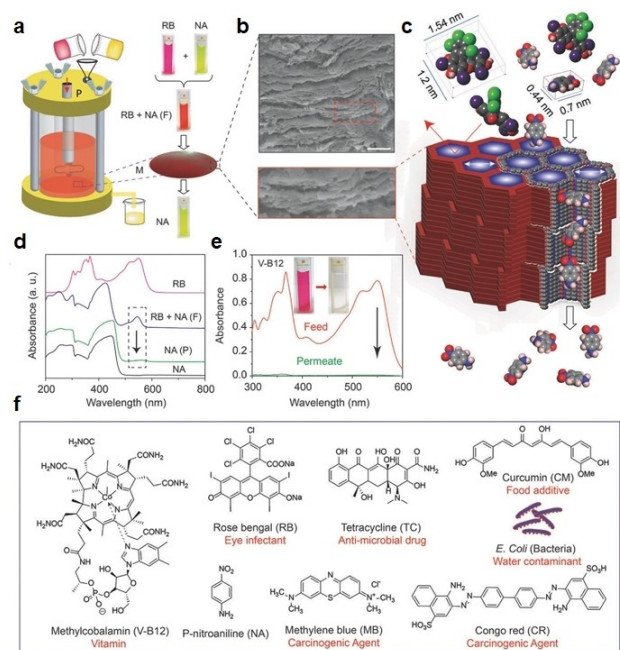 a
RB
NA
P
RB + NA (F)
M
NA
b
c
1.54 nm
1.2 nm
0.44 nm
0.7 nm
d
Absorbance (a. u.)
RB
RB + NA (F)
NA (P)
NA
200 400 600 800
Wavelength (nm)
e
Absorbance
V-B12
Feed
Permeate
0.8
0.6
0.4
0.2
0.0
300 400 500 600
Wavelength (nm)
f
H₂NOC
CONH₂
Methylcobalamin (V-B12)
Vitamin
Rose bengal (RB)
Eye infectant
P-nitroaniline (NA)
NO₂
NH₂
Tetracycline (TC)
Anti-microbial drug
Methylene blue (MB)
Carcinogenic Agent
Curcumin (CM)
Food additive
E. Coli (Bacteria)
Water contaminant
Congo red (CR)
Carcinogenic Agent